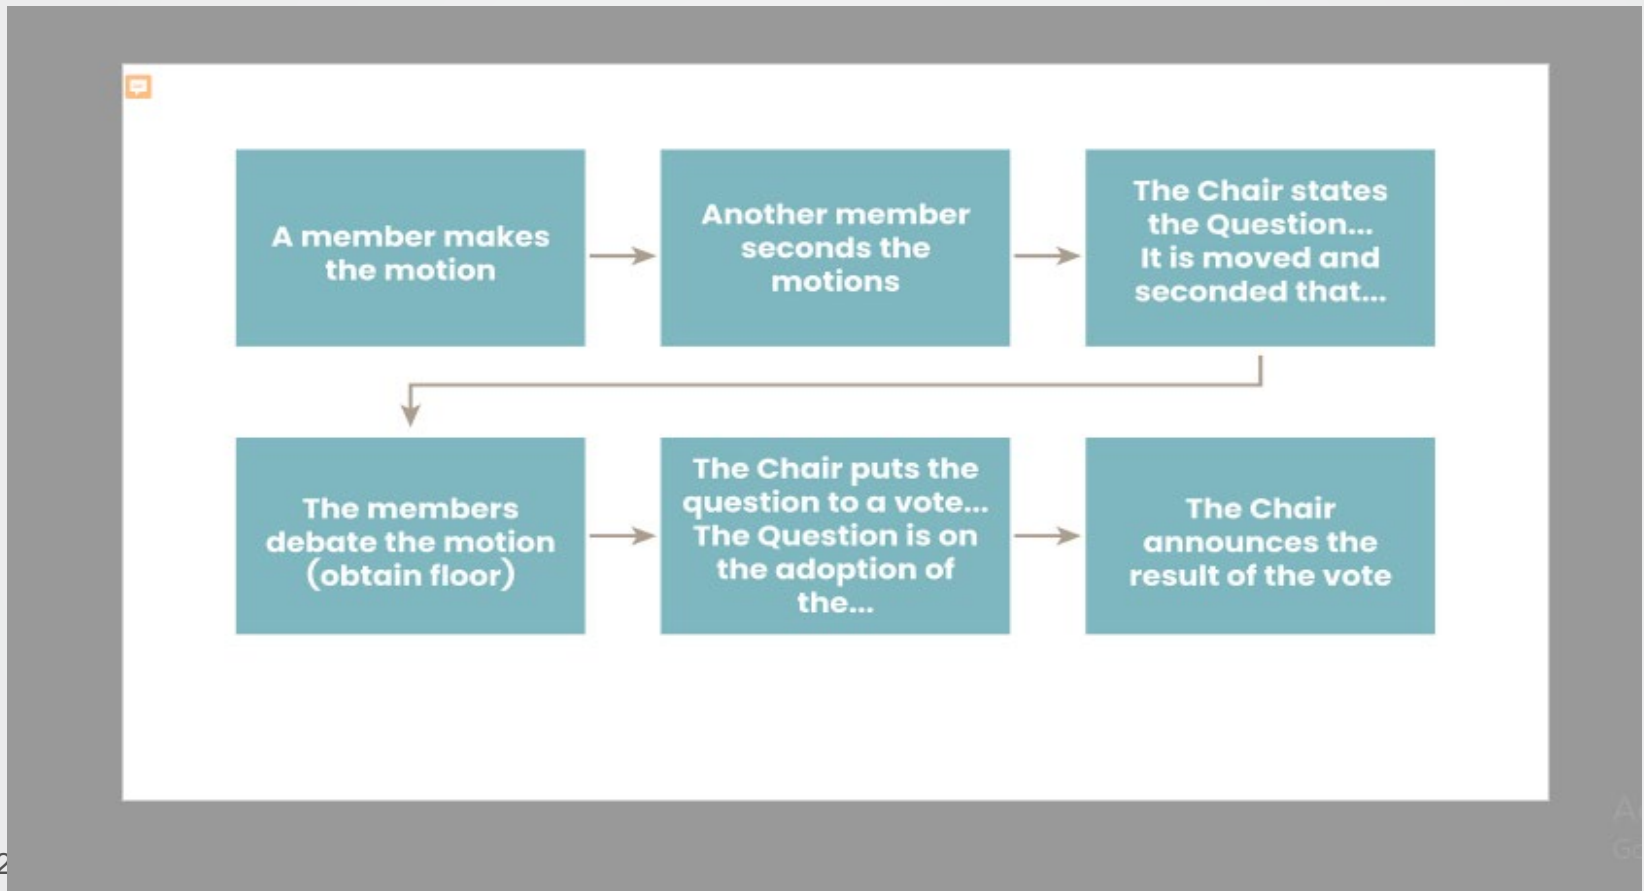 A member makes
the motion
Another member
seconds the
motions
The Chair states
the Question...
It is moved and
seconded that...
The members
debate the motion
(obtain floor)
The Chair puts the
question to a vote...
The Question is on
the adoption of
the...
The Chair
announces the
result of the vote
2